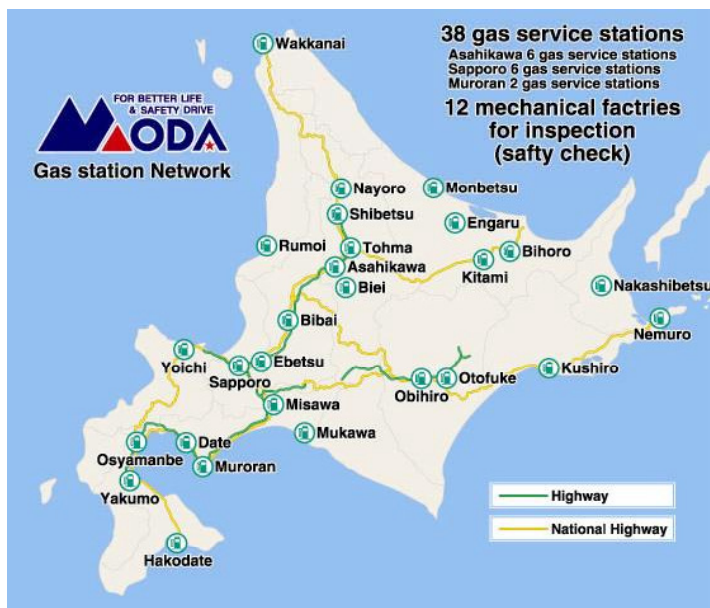 38 gas service stations
Asahikawa 6 gas service stations
Sapporo 6 gas service stations
Muroran 2 gas service stations
12 mechanical factries
for inspection
(safty check)
FOR BETTER LIFE
& SAFETY DRIVE
MAODA
Gas station Network
Wakkanai
Nayoro
Monbetsu
Shibetsu
Engaru
Rumoi
Tohma
Bihoro
Asahikawa
Kitami
Biei
Nakashibetsu
Bibai
Nemuro
Yoichi
Ebetsu
Sapporo
Kushiro
Otofuke
Obihiro
Misawa
Mukawa
Date
Osyamanbe
Muroran
Yakumo
Hakodate
Highway
National Highway